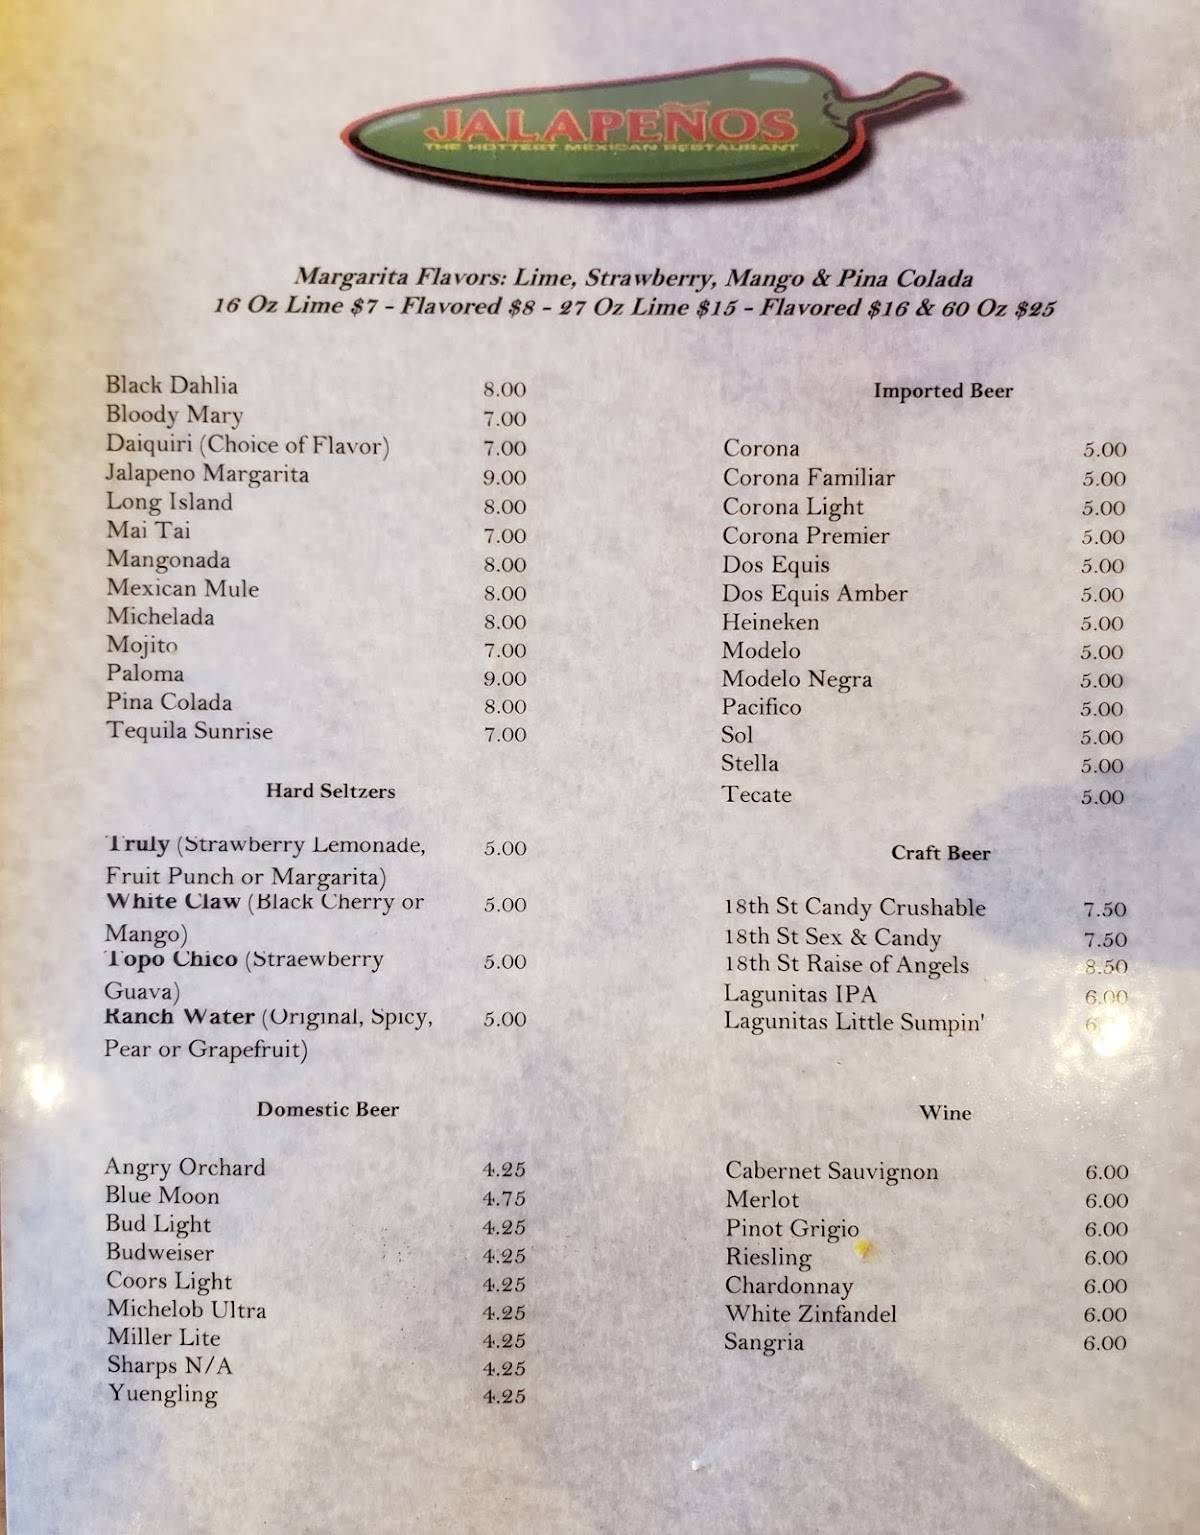 JALAPEÑOS
THE HOTTEST MEXICAN RESTAURANT
Margarita Flavors: Lime, Strawberry, Mango & Pina Colada
16 Oz Lime $7 - Flavored $8 - 27 Oz Lime $15 - Flavored $16 & 60 Oz $25
Black Dahlia 8.00
Bloody Mary 7.00
Daiquiri (Choice of Flavor) 7.00
Jalapeno Margarita 9.00
Long Island 8.00
Mai Tai 7.00
Mangonada 8.00
Mexican Mule 8.00
Michelada 8.00
Mojito 7.00
Paloma 9.00
Pina Colada 8.00
Tequila Sunrise 7.00
Hard Seltzers
Truly (Strawberry Lemonade, 5.00
Fruit Punch or Margarita)
White Claw (Black Cherry or 5.00
Mango)
Topo Chico (Straewberry 5.00
Guava)
Ranch Water (Original, Spicy, 5.00
Pear or Grapefruit)
Domestic Beer
Angry Orchard 4.25
Blue Moon 4.75
Bud Light 4.25
Budweiser 4.25
Coors Light 4.25
Michelob Ultra 4.25
Miller Lite 4.25
Sharps N/A 4.25
Yuengling 4.25
Imported Beer
Corona 5.00
Corona Familiar 5.00
Corona Light 5.00
Corona Premier 5.00
Dos Equis 5.00
Dos Equis Amber 5.00
Heineken 5.00
Modelo 5.00
Modelo Negra 5.00
Pacifico 5.00
Sol 5.00
Stella 5.00
Tecate 5.00
Craft Beer
18th St Candy Crushable 7.50
18th St Sex & Candy 7.50
18th St Raise of Angels 8.50
Lagunitas IPA 6.00
Lagunitas Little Sumpin'
Wine
Cabernet Sauvignon 6.00
Merlot 6.00
Pinot Grigio 6.00
Riesling 6.00
Chardonnay 6.00
White Zinfandel 6.00
Sangria 6.00